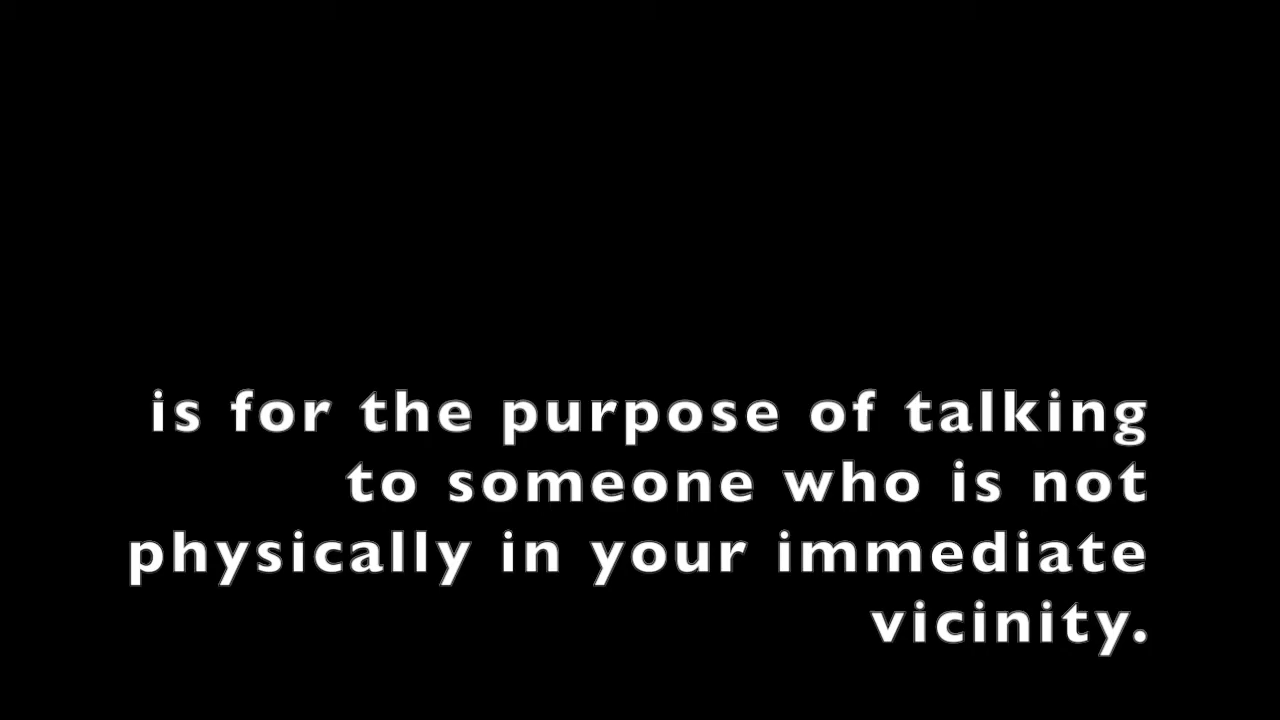 is for the purpose of talking
to someone who is not
physically in your immediate
vicinity.